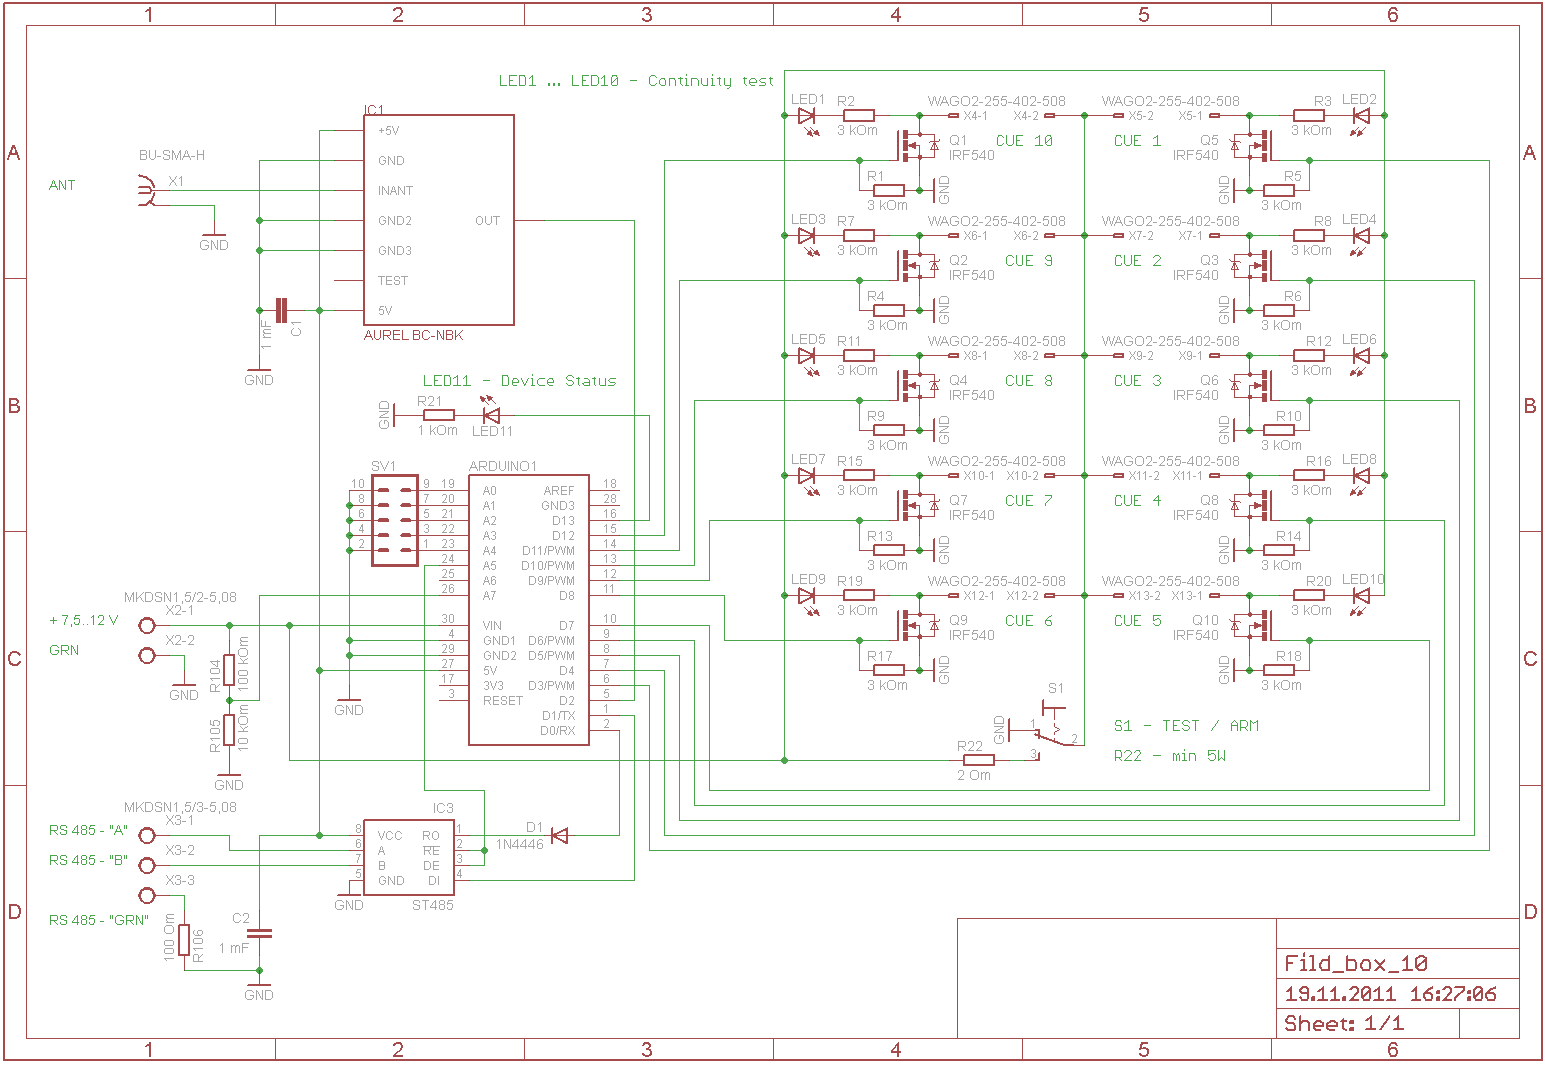 1 2 3 4 5 6
LED1 ... LED10 - Continuity test
A A
B B
C C
D D
IC1
+5V
GND
INANT
GND2
OUT
GND3
TEST
5V
AUREL BC-NBK
BU-SMA-H
ANT
X1
GND
1 mF
C1
GND
LED11 - Device Status
GND
R21
1 kOm
LED11
SV1
10 9
8 7
6 5
4 3
2 1
ARDUINO1
19 A0 AREF 18
20 A1 GND3 28
21 A2 D13 16
22 A3 D12 15
23 A4 D11/PWM 14
24 A5 D10/PWM 13
25 A6 D9/PWM 12
26 A7 D8 11
30 VIN D7 10
4 GND1 D6/PWM 9
29 GND2 D5/PWM 8
27 5V D4 7
17 3V3 D3/PWM 6
3 RESET D2 5
D1/TX 1
D0/RX 2
GND
MKDSN1,5/2-5,08
X2-1
+7,5..12 V
X2-2
GRN
GND
R104
100 kOm
R105
10 kOm
GND
MKDSN1,5/3-5,08
X3-1
RS 485 - "A"
X3-2
RS 485 - "B"
X3-3
RS 485 - "GRN"
100 Om
R106
C2
1 mF
GND
IC3
8 VCC RO 1
6 A RE 2
7 B DE 3
5 GND DI 4
GND
ST485
D1
1N4446
LED1 R2 3 kOm WAGO2-255-402-508 X4-1 X4-2
Q1 IRF540 CUE 10
R1 3 kOm GND
WAGO2-255-402-508 X5-2 X5-1 R3 3 kOm LED2
CUE 1 Q5 IRF540
GND R5 3 kOm
LED3 R7 3 kOm WAGO2-255-402-508 X6-1 X6-2
Q2 IRF540 CUE 9
R4 3 kOm GND
WAGO2-255-402-508 X7-2 X7-1 R8 3 kOm LED4
CUE 2 Q3 IRF540
GND R6 3 kOm
LED5 R11 3 kOm WAGO2-255-402-508 X8-1 X8-2
Q4 IRF540 CUE 8
R9 3 kOm GND
WAGO2-255-402-508 X9-2 X9-1 R12 3 kOm LED6
CUE 3 Q6 IRF540
GND R10 3 kOm
LED7 R15 3 kOm WAGO2-255-402-508 X10-1 X10-2
Q7 IRF540 CUE 7
R13 3 kOm GND
WAGO2-255-402-508 X11-2 X11-1 R16 3 kOm LED8
CUE 4 Q8 IRF540
GND R14 3 kOm
LED9 R19 3 kOm WAGO2-255-402-508 X12-1 X12-2
Q9 IRF540 CUE 6
R17 3 kOm GND
WAGO2-255-402-508 X13-2 X13-1 R20 3 kOm LED10
CUE 5 Q10 IRF540
GND R18 3 kOm
S1
GND
1
2
3
R22
2 Om
S1 - TEST / ARM
R22 - min 5W
Fild_box_10
19.11.2011 16:27:06
Sheet: 1/1
1 2 3 4 5 6